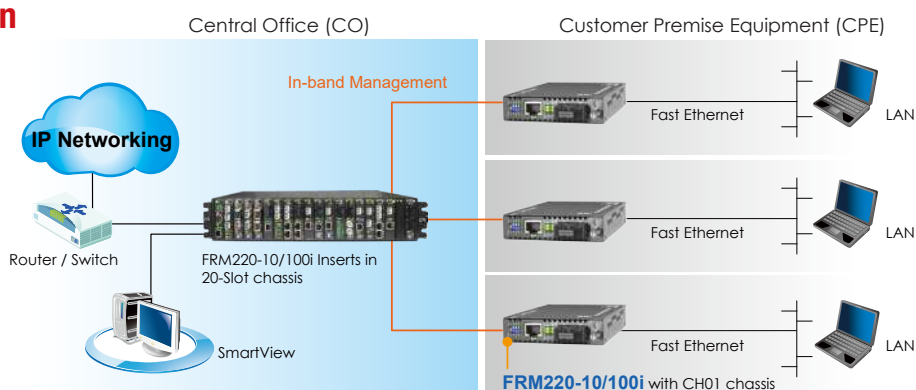 n
Central Office (CO)
Customer Premise Equipment (CPE)
In-band Management
IP Networking
Router / Switch
FRM220-10/100i Inserts in
20-Slot chassis
SmartView
Fast Ethernet
LAN
Fast Ethernet
LAN
Fast Ethernet
LAN
FRM220-10/100i with CH01 chassis